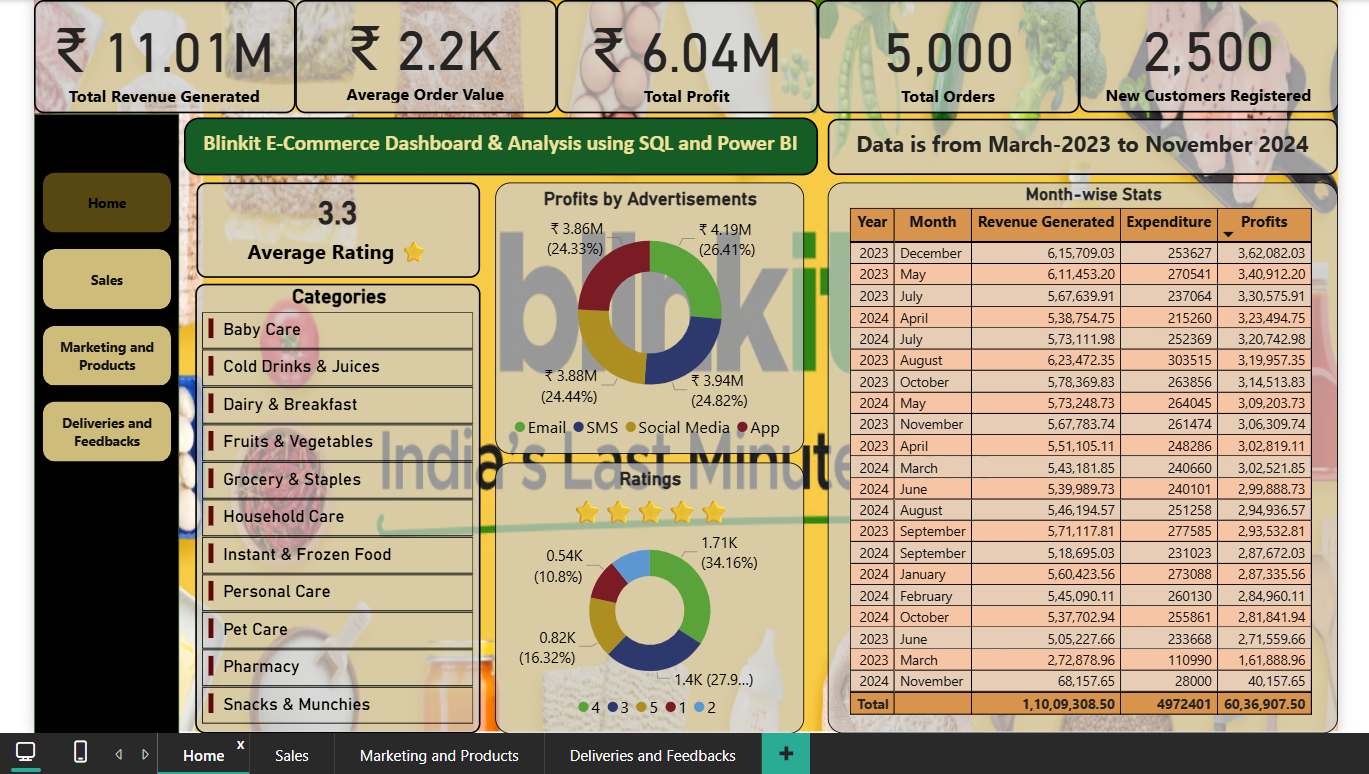 ₹ 11.01M
Total Revenue Generated
₹ 2.2K
Average Order Value
₹ 6.04M
Total Profit
5,000
Total Orders
2,500
New Customers Registered
Blinkit E-Commerce Dashboard & Analysis using SQL and Power BI
Data is from March-2023 to November 2024
Home
Sales
Marketing and
Products
Deliveries and
Feedbacks
3.3
Average Rating
Categories
Baby Care
Cold Drinks & Juices
Dairy & Breakfast
Fruits & Vegetables
Grocery & Staples
Household Care
Instant & Frozen Food
Personal Care
Pet Care
Pharmacy
Snacks & Munchies
Profits by Advertisements
₹ 3.86M
(24.33%)
₹ 4.19M
(26.41%)
₹ 3.88M
(24.44%)
₹ 3.94M
(24.82%)
Email SMS Social Media App
blinkit
India's Last Minute
Ratings
0.54K
(10.8%)
1.71K
(34.16%)
0.82K
(16.32%)
1.4K (27.9...)
4 3 5 1 2
Month-wise Stats
Year Month Revenue Generated Expenditure Profits
2023 December 6,15,709.03 253627 3,62,082.03
2023 May 6,11,453.20 270541 3,40,912.20
2023 July 5,67,639.91 237064 3,30,575.91
2024 April 5,38,754.75 215260 3,23,494.75
2024 July 5,73,111.98 252369 3,20,742.98
2023 August 6,23,472.35 303515 3,19,957.35
2023 October 5,78,369.83 263856 3,14,513.83
2024 May 5,73,248.73 264045 3,09,203.73
2023 November 5,67,783.74 261474 3,06,309.74
2023 April 5,51,105.11 248286 3,02,819.11
2024 March 5,43,181.85 240660 3,02,521.85
2024 June 5,39,989.73 240101 2,99,888.73
2024 August 5,46,194.57 251258 2,94,936.57
2023 September 5,71,117.81 277585 2,93,532.81
2024 September 5,18,695.03 231023 2,87,672.03
2024 January 5,60,423.56 273088 2,87,335.56
2024 February 5,45,090.11 260130 2,84,960.11
2024 October 5,37,702.94 255861 2,81,841.94
2023 June 5,05,227.66 233668 2,71,559.66
2023 March 2,72,878.96 110990 1,61,888.96
2024 November 68,157.65 28000 40,157.65
Total 1,10,09,308.50 4972401 60,36,907.50
Home x Sales Marketing and Products Deliveries and Feedbacks +